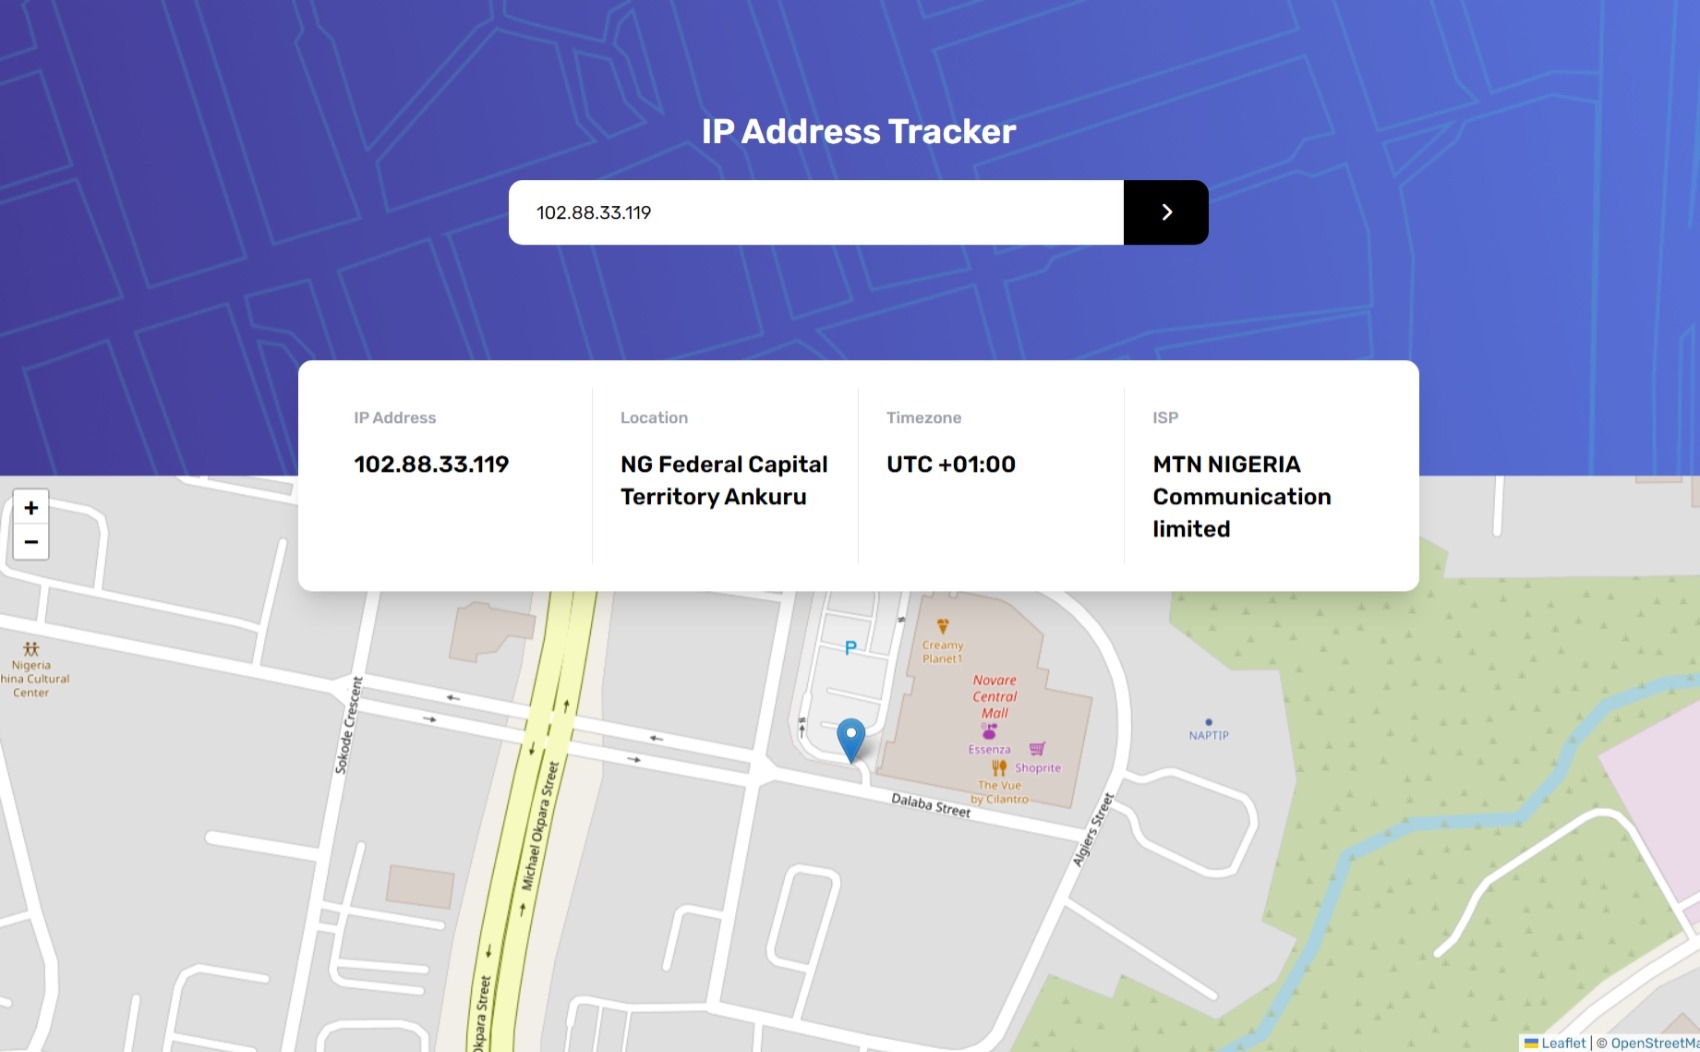 IP Address Tracker
102.88.33.119
IP Address
102.88.33.119
Location
NG Federal Capital
Territory Ankuru
Timezone
UTC +01:00
ISP
MTN NIGERIA
Communication
limited
+
−
Nigeria
hina Cultural
Center
Sokode Crescent
Michael Okpara Street
Okpara Street
P
Creamy
Planet1
Novare
Central
Mall
Essenza
Shoprite
The Vue
by Cilantro
Dalaba Street
Algiers Street
NAPTIP
Leaflet | © OpenStreetMa